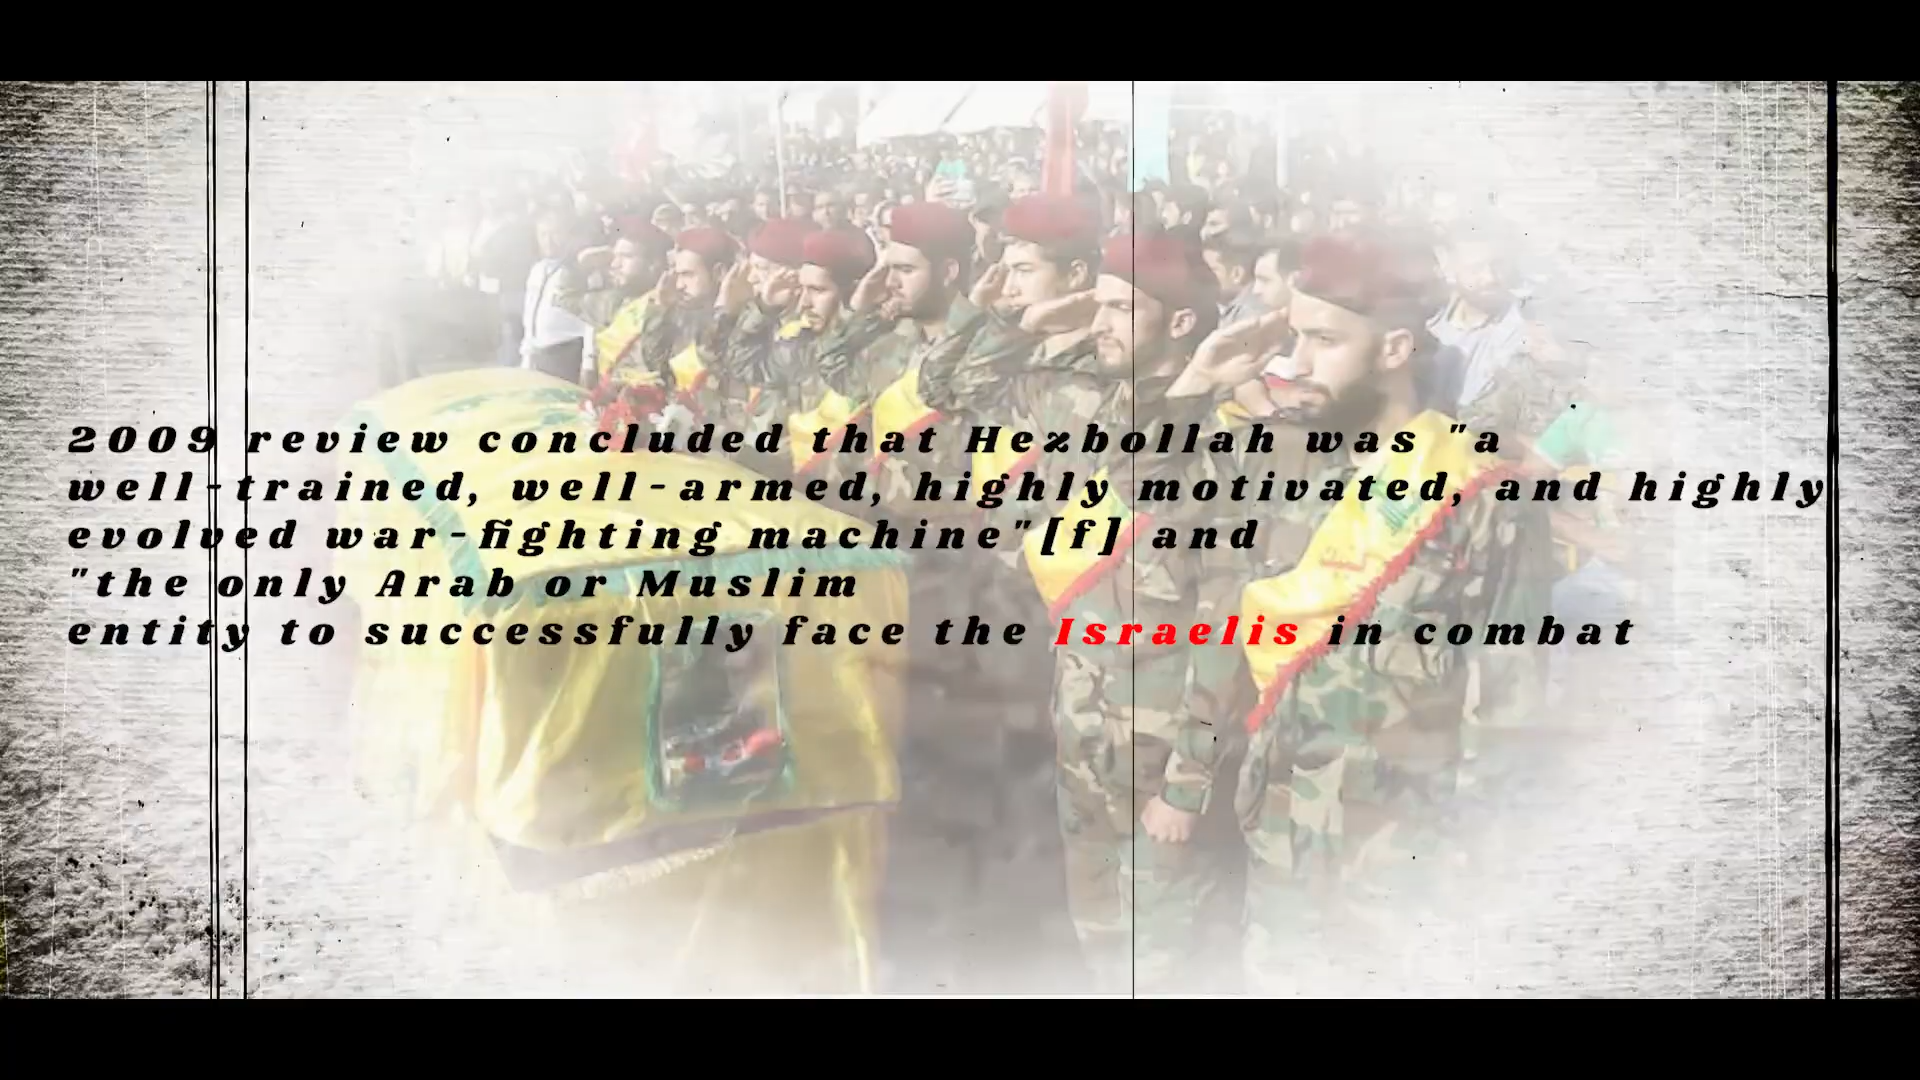 2009 review concluded that Hezbollah was "a
well-trained, well-armed, highly motivated, and highly
evolved war-fighting machine"[f] and
"the only Arab or Muslim
entity to successfully face the Israelis in combat